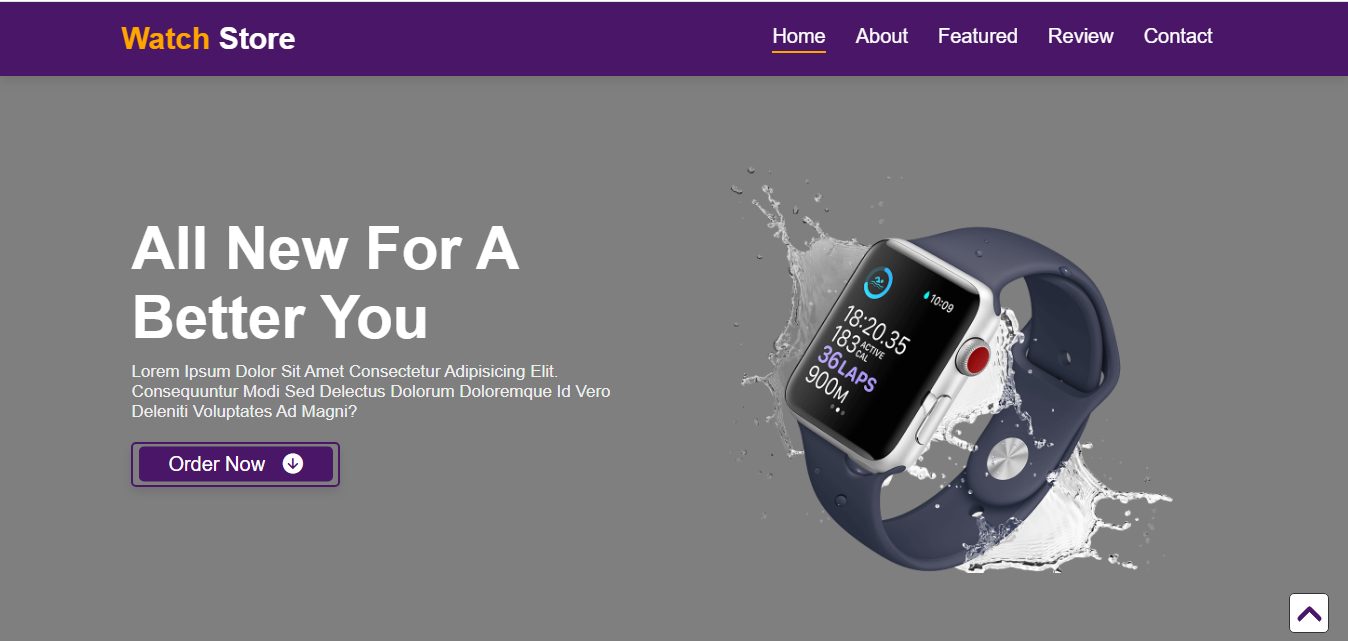 Watch Store
Home About Featured Review Contact
All New For A
Better You
Lorem Ipsum Dolor Sit Amet Consectetur Adipisicing Elit.
Consequuntur Modi Sed Delectus Dolorum Doloremque Id Vero
Deleniti Voluptates Ad Magni?
Order Now
10:09
18:20.35
183 ACTIVE CAL
36LAPS
900M